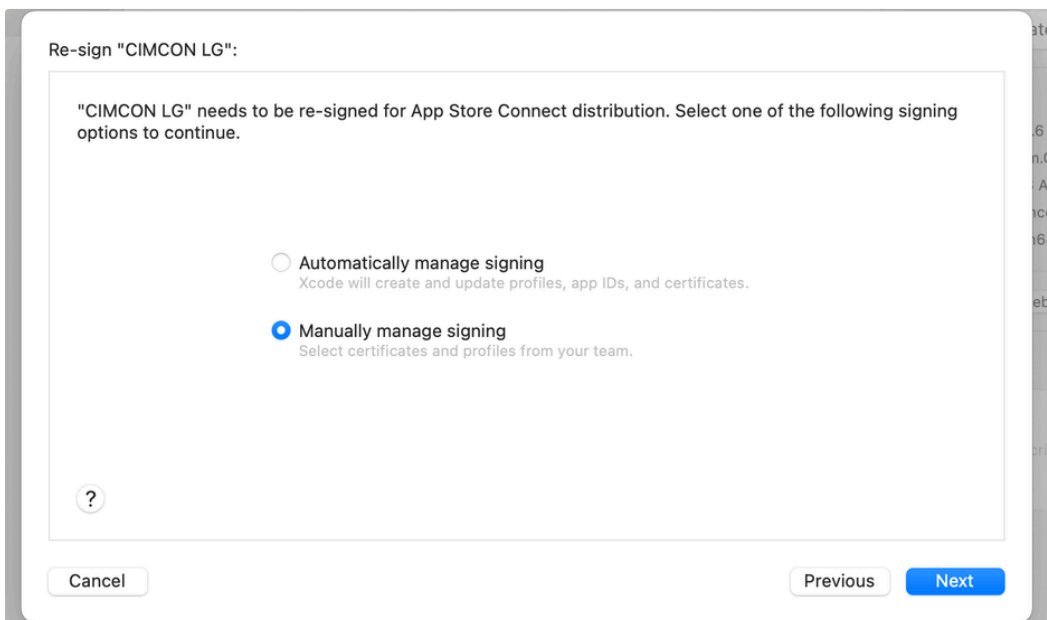 Re-sign "CIMCON LG":
"CIMCON LG" needs to be re-signed for App Store Connect distribution. Select one of the following signing
options to continue.
Automatically manage signing
Xcode will create and update profiles, app IDs, and certificates.
Manually manage signing
Select certificates and profiles from your team.
?
Cancel
Previous
Next